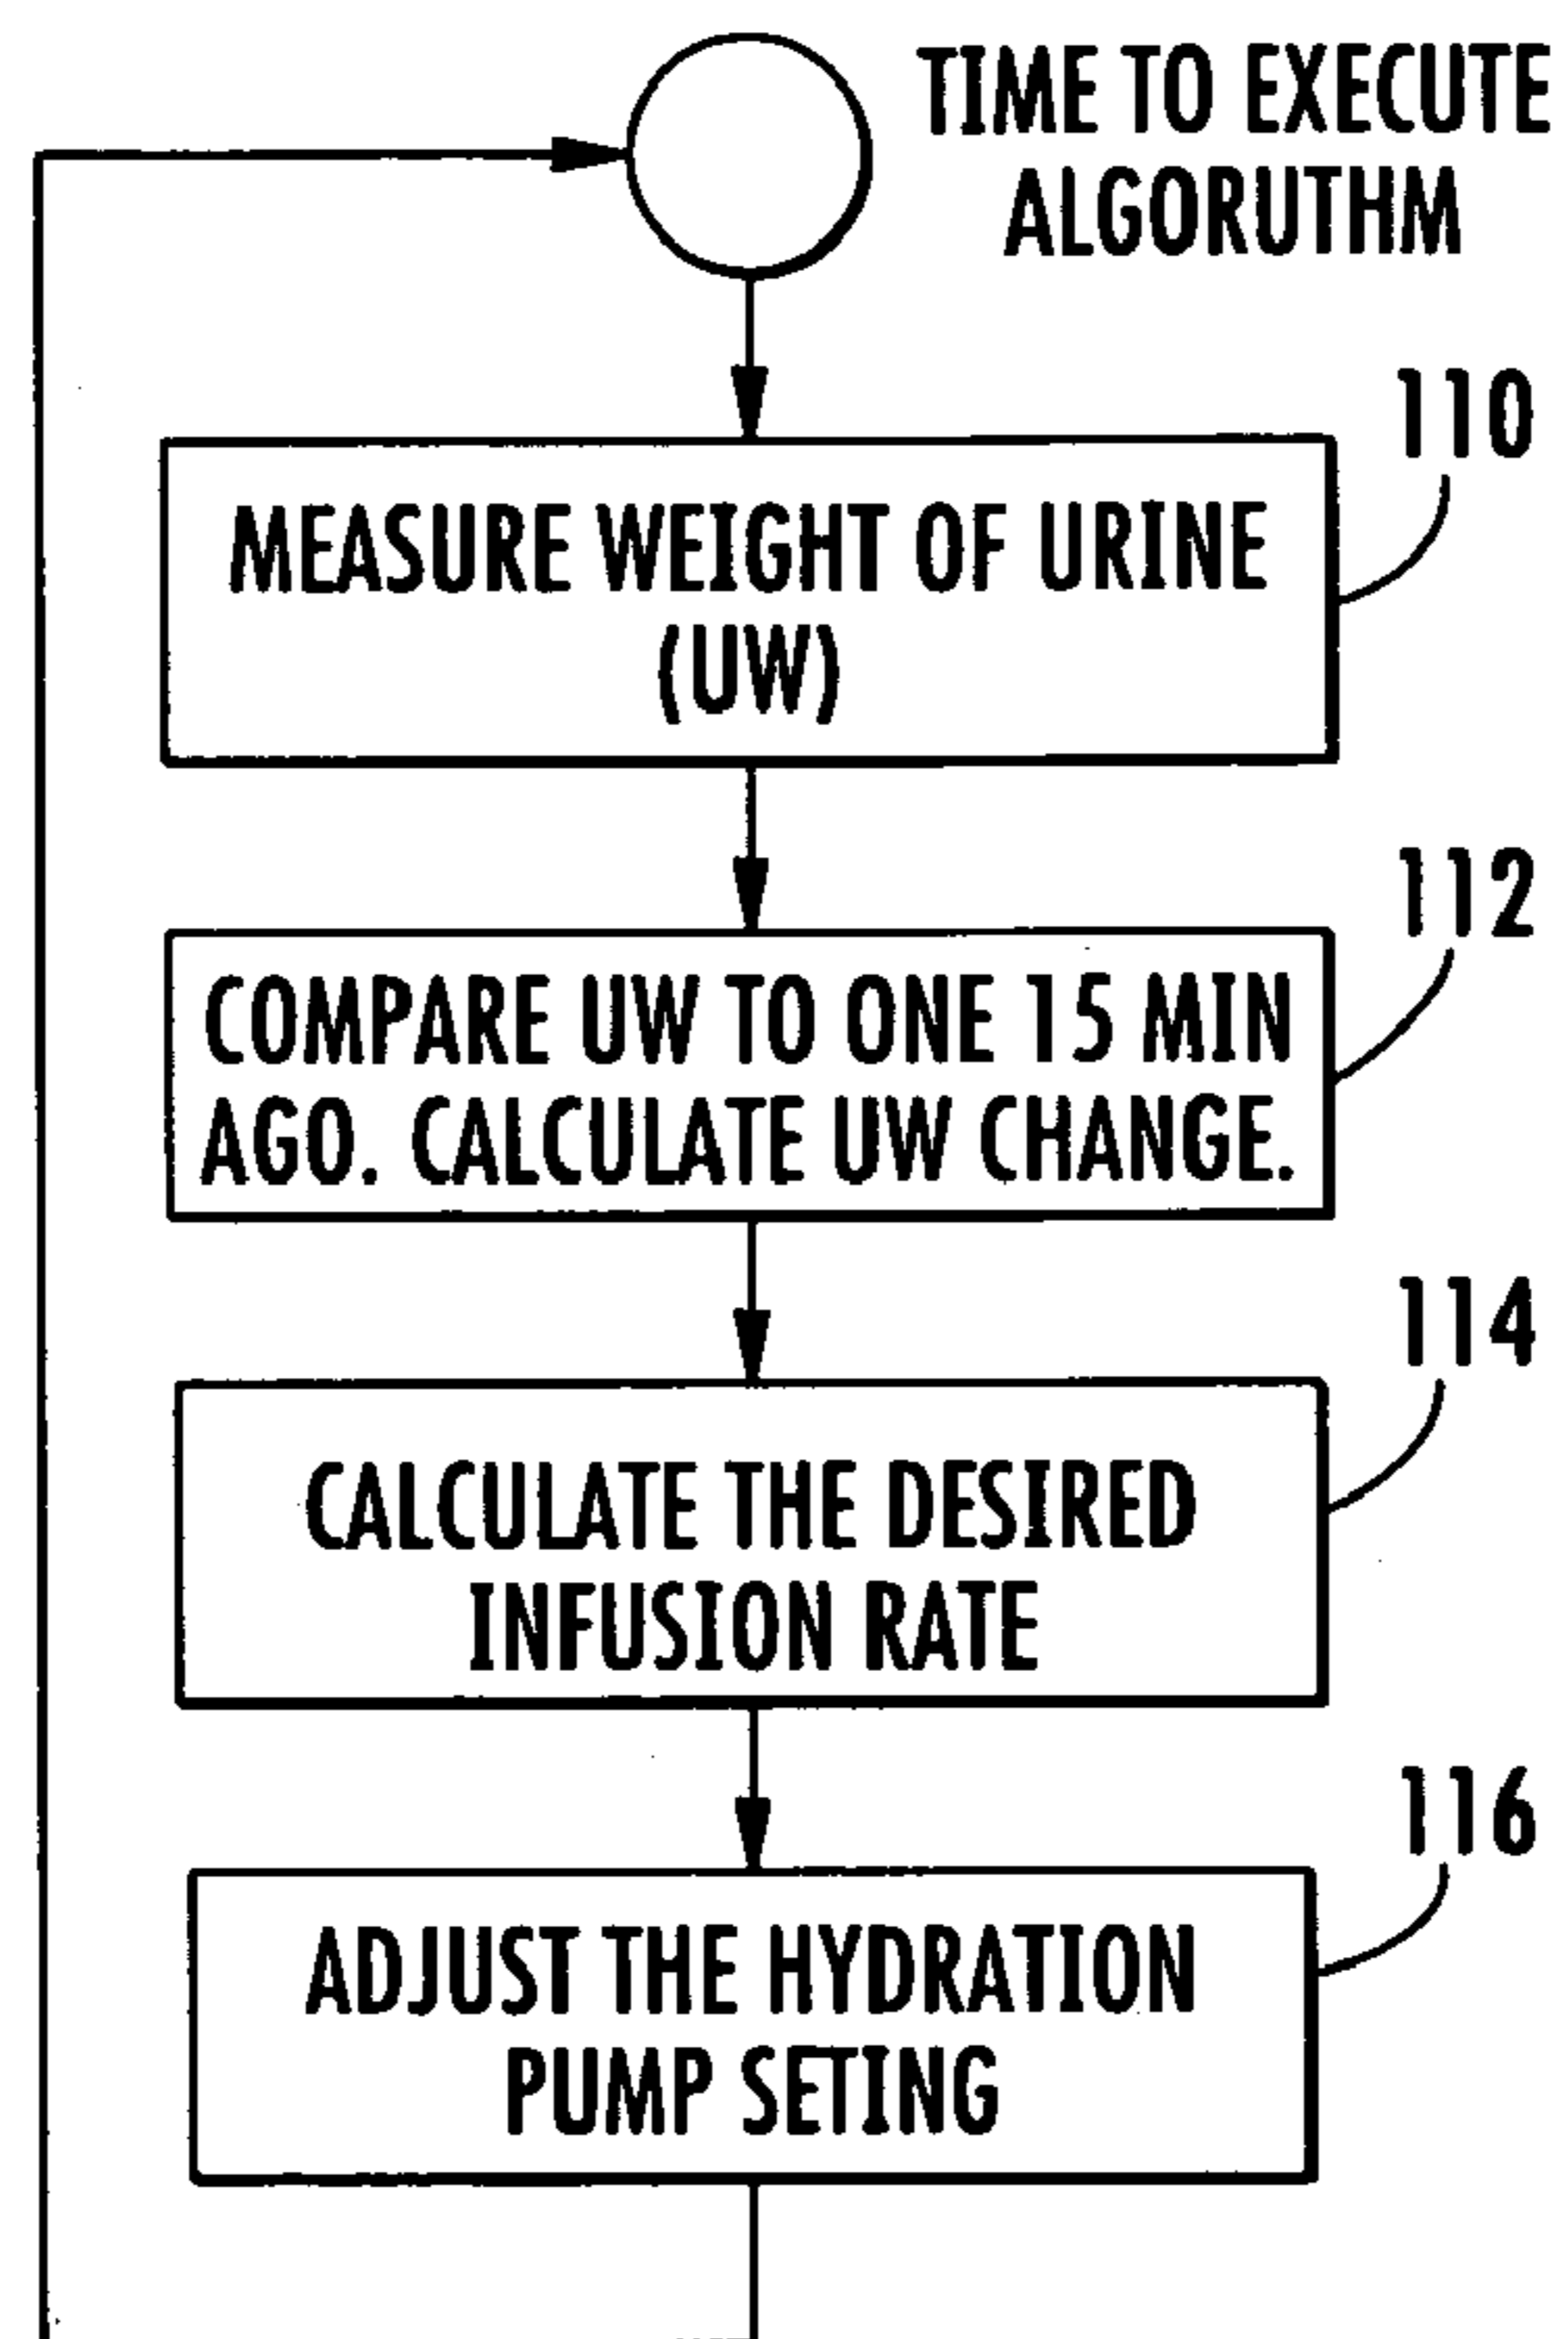 TIME TO EXECUTE
ALGORUTHM
110
MEASURE WEIGHT OF URINE
(UW)
112
COMPARE UW TO ONE 15 MIN
AGO. CALCULATE UW CHANGE.
114
CALCULATE THE DESIRED
INFUSION RATE
116
ADJUST THE HYDRATION
PUMP SETING